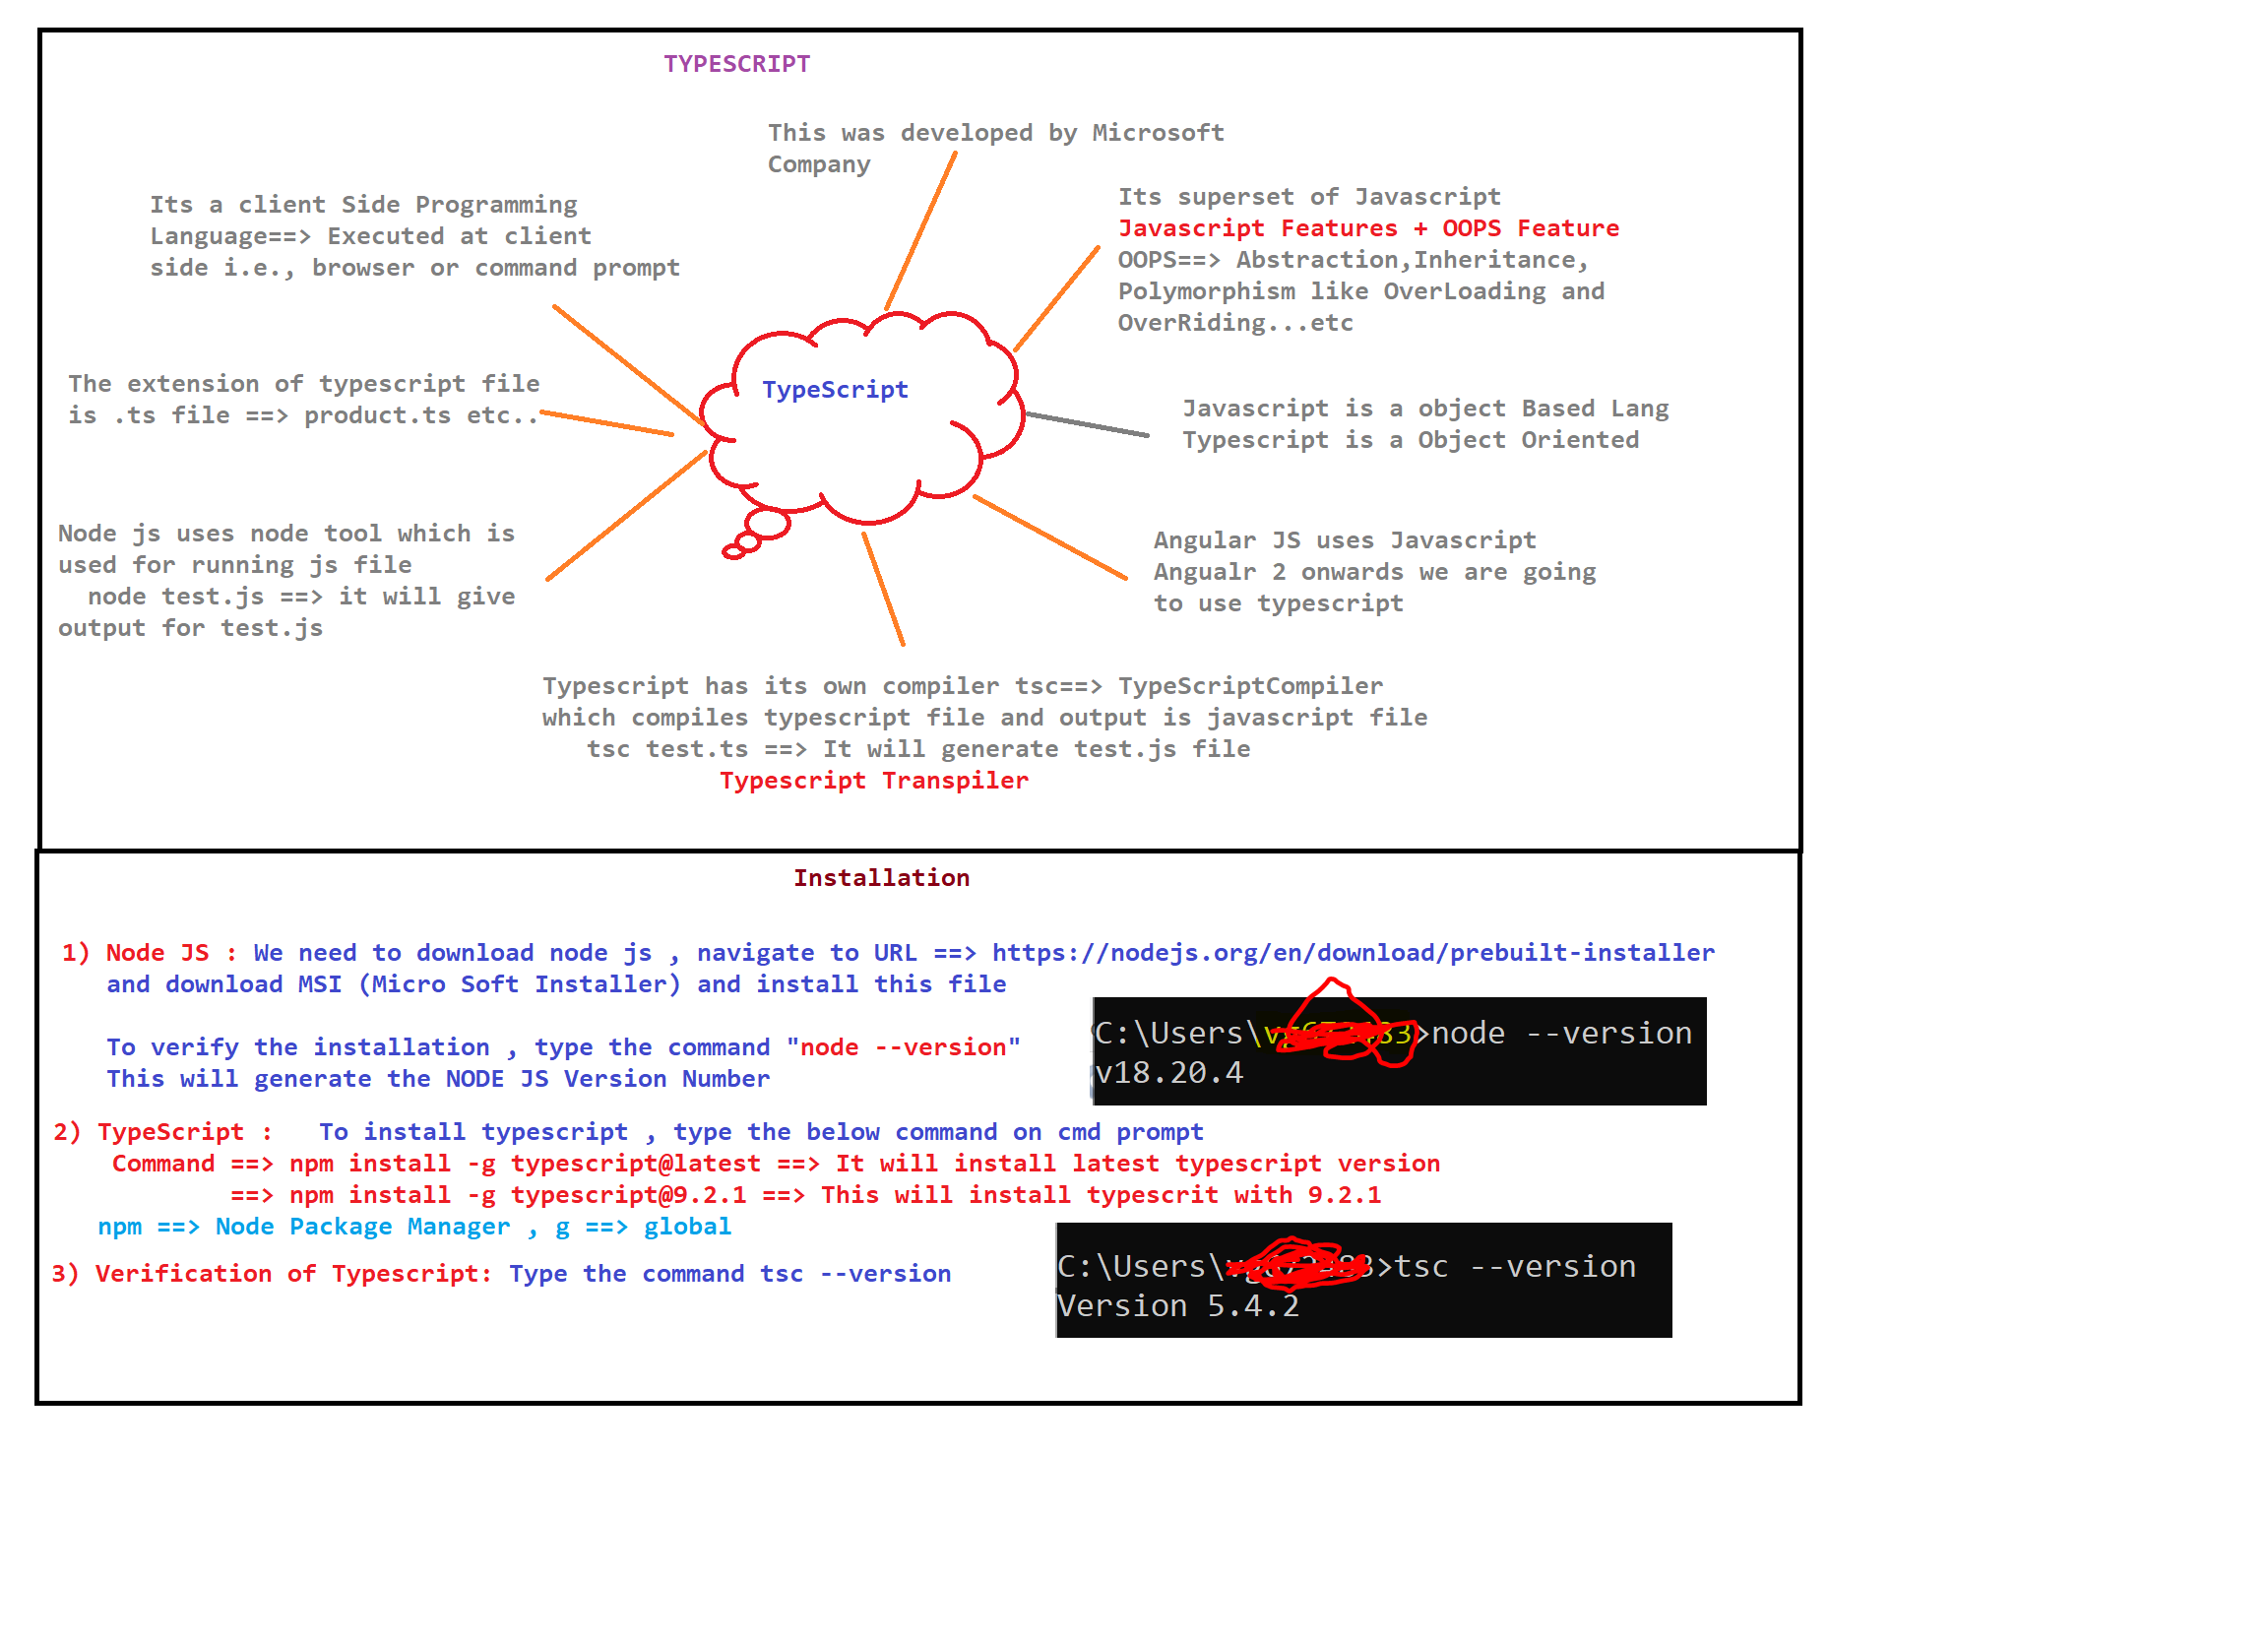 TYPESCRIPT
This was developed by Microsoft
Company
Its a client Side Programming
Language==> Executed at client
side i.e., browser or command prompt
Its superset of Javascript
Javascript Features + OOPS Feature
OOPS==> Abstraction,Inheritance,
Polymorphism like OverLoading and
OverRiding...etc
The extension of typescript file
is .ts file ==> product.ts etc..
TypeScript
Javascript is a object Based Lang
Typescript is a Object Oriented
Node js uses node tool which is
used for running js file
node test.js ==> it will give
output for test.js
Angular JS uses Javascript
Angualr 2 onwards we are going
to use typescript
Typescript has its own compiler tsc==> TypeScriptCompiler
which compiles typescript file and output is javascript file
tsc test.ts ==> It will generate test.js file
Typescript Transpiler
Installation
1) Node JS : We need to download node js , navigate to URL ==> https://nodejs.org/en/download/prebuilt-installer
and download MSI (Micro Soft Installer) and install this file
To verify the installation , type the command "node --version"
This will generate the NODE JS Version Number
C:\Users\>node --version
v18.20.4
2) TypeScript : To install typescript , type the below command on cmd prompt
Command ==> npm install -g typescript@latest ==> It will install latest typescript version
==> npm install -g typescript@9.2.1 ==> This will install typescrit with 9.2.1
npm ==> Node Package Manager , g ==> global
3) Verification of Typescript: Type the command tsc --version
C:\Users\>tsc --version
Version 5.4.2